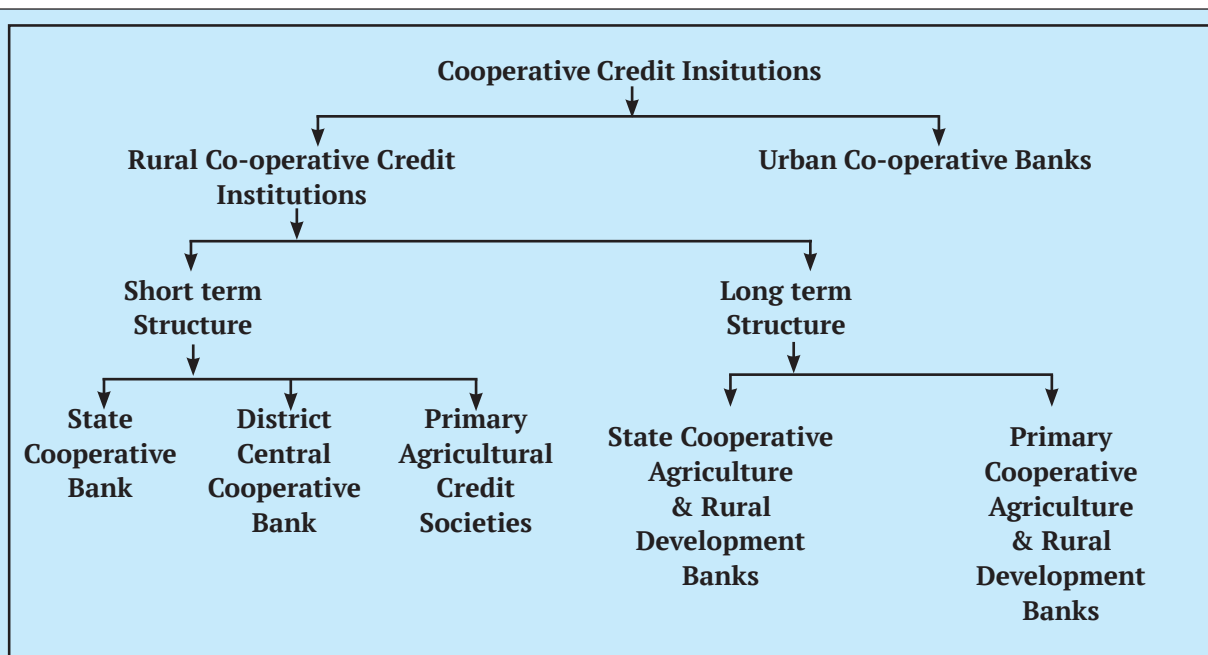 Cooperative Credit Insitutions
Rural Co-operative Credit
Institutions
Urban Co-operative Banks
Short term
Structure
Long term
Structure
State
Cooperative
Bank
District
Central
Cooperative
Bank
Primary
Agricultural
Credit
Societies
State Cooperative
Agriculture
& Rural
Development
Banks
Primary
Cooperative
Agriculture
& Rural
Development
Banks